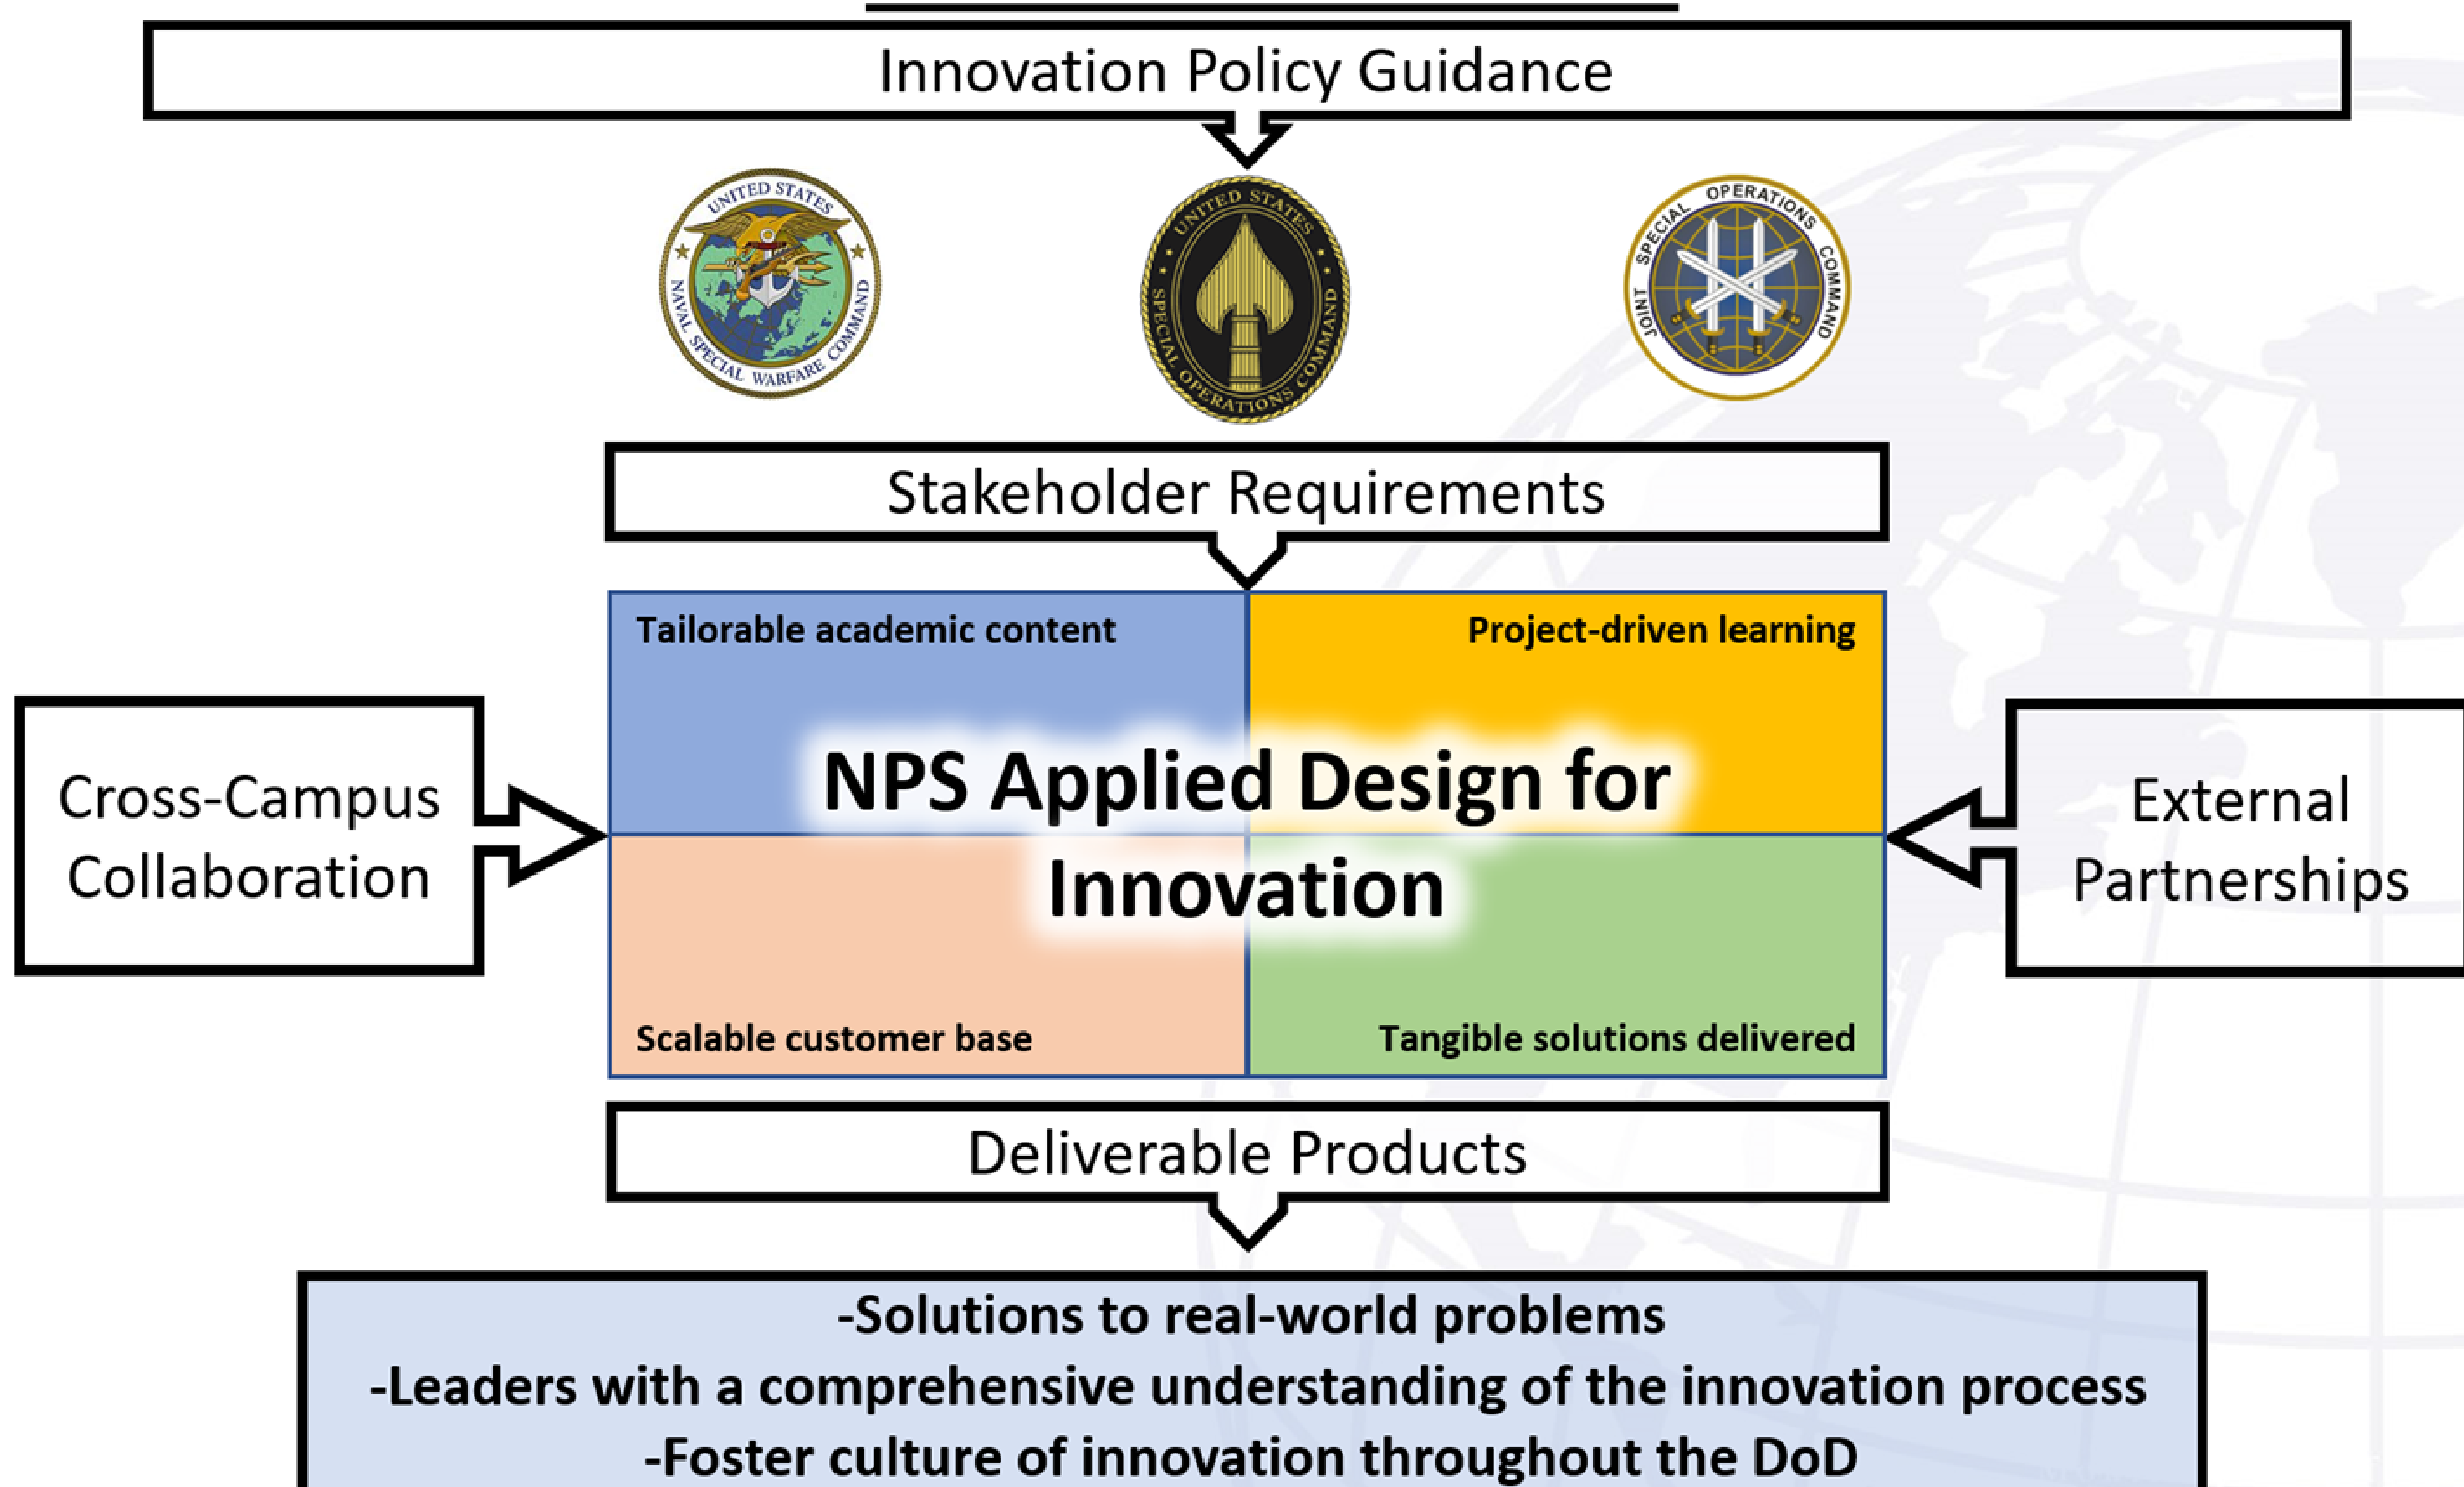 Innovation Policy Guidance
UNITED STATES
NAVAL SPECIAL WARFARE COMMAND
UNITED STATES
SPECIAL OPERATIONS COMMAND
JOINT SPECIAL OPERATIONS COMMAND
Stakeholder Requirements
Tailorable academic content
Project-driven learning
Cross-Campus
Collaboration
NPS Applied Design for
Innovation
External
Partnerships
Scalable customer base
Tangible solutions delivered
Deliverable Products
-Solutions to real-world problems
-Leaders with a comprehensive understanding of the innovation process
-Foster culture of innovation throughout the DoD